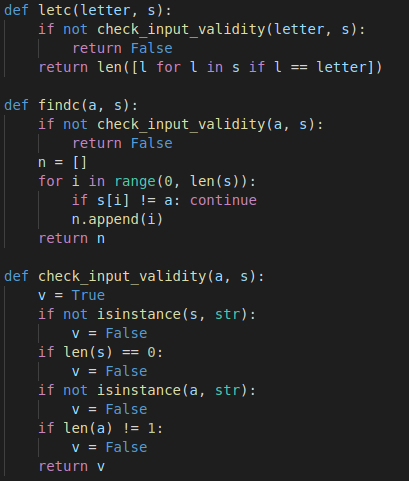 def letc(letter, s):
    if not check_input_validity(letter, s):
        return False
    return len([l for l in s if l == letter])

def findc(a, s):
    if not check_input_validity(a, s):
        return False
    n = []
    for i in range(0, len(s)):
        if s[i] != a: continue
        n.append(i)
    return n

def check_input_validity(a, s):
    v = True
    if not isinstance(s, str):
        v = False
    if len(s) == 0:
        v = False
    if not isinstance(a, str):
        v = False
    if len(a) != 1:
        v = False
    return v